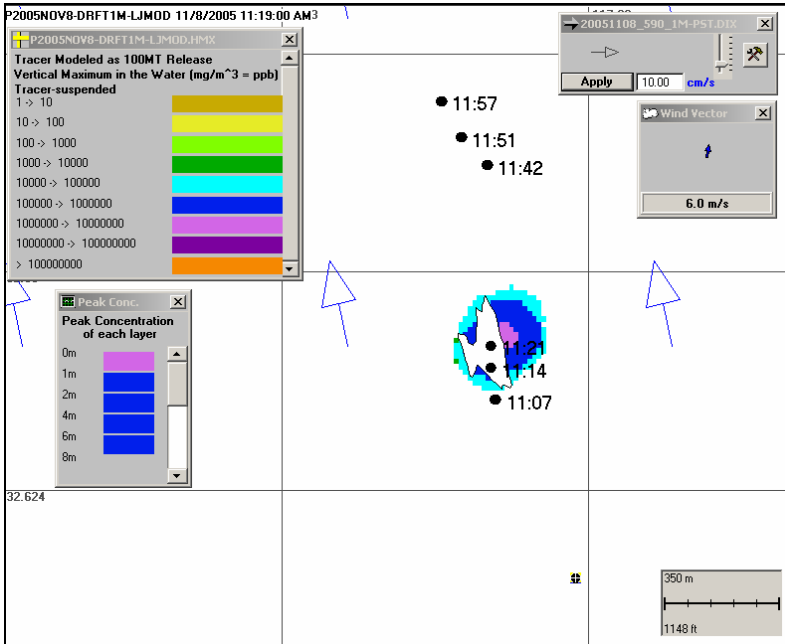 P2005NOV8-DRFT1M-LJMOD 11/8/2005 11:19:00 AM
P2005NOV8-DRFT1M-LJMOD.HMX
Tracer Modeled as 100MT Release
Vertical Maximum in the Water (mg/m^3 = ppb)
Tracer-suspended
1 -> 10
10 -> 100
100 -> 1000
1000 -> 10000
10000 -> 100000
100000 -> 1000000
1000000 -> 10000000
10000000 -> 100000000
> 100000000
20051108_590_1M-PST.DIX
Apply
10.00
cm/s
Wind Vector
6.0 m/s
11:57
11:51
11:42
Peak Conc.
Peak Concentration
of each layer
0m
1m
2m
4m
6m
8m
11:21
11:14
11:07
32.624
350 m
1148 ft